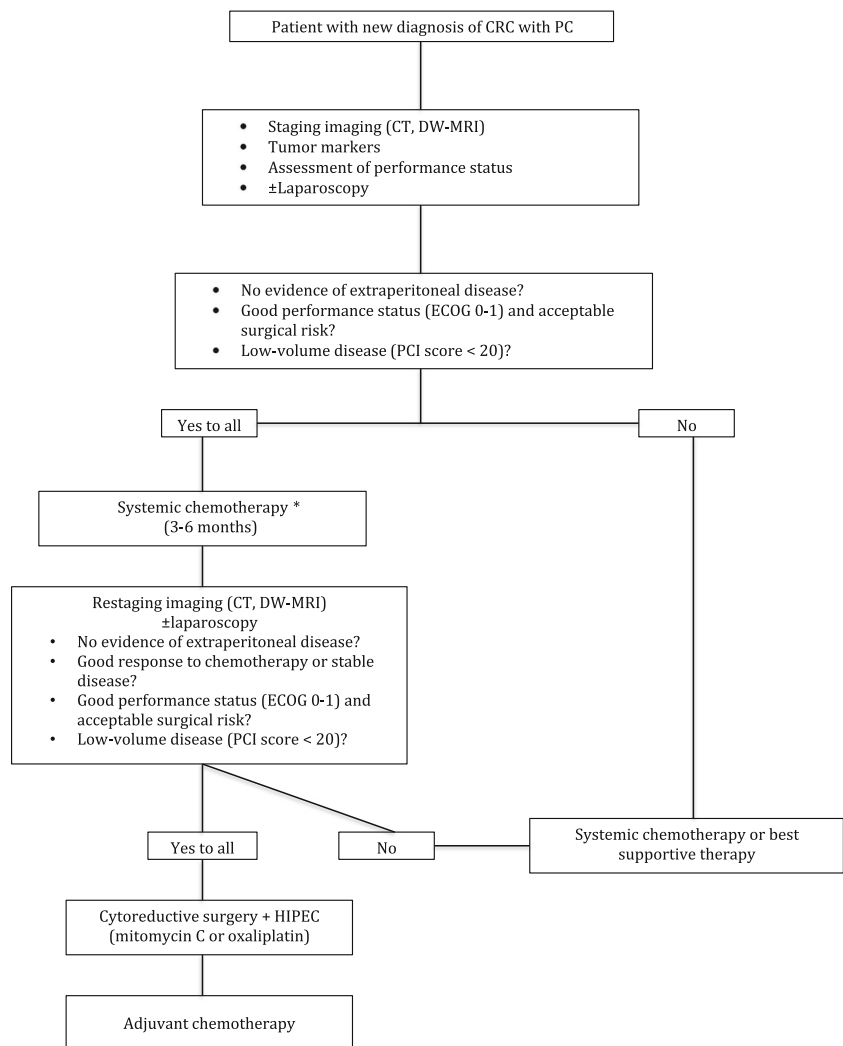 Patient with new diagnosis of CRC with PC
• Staging imaging (CT, DW-MRI)
• Tumor markers
• Assessment of performance status
• ±Laparoscopy
• No evidence of extraperitoneal disease?
• Good performance status (ECOG 0-1) and acceptable
surgical risk?
• Low-volume disease (PCI score < 20)?
Yes to all
No
Systemic chemotherapy *
(3-6 months)
Restaging imaging (CT, DW-MRI)
±laparoscopy
• No evidence of extraperitoneal disease?
• Good response to chemotherapy or stable
disease?
• Good performance status (ECOG 0-1) and
acceptable surgical risk?
• Low-volume disease (PCI score < 20)?
Yes to all
No
Systemic chemotherapy or best
supportive therapy
Cytoreductive surgery + HIPEC
(mitomycin C or oxaliplatin)
Adjuvant chemotherapy